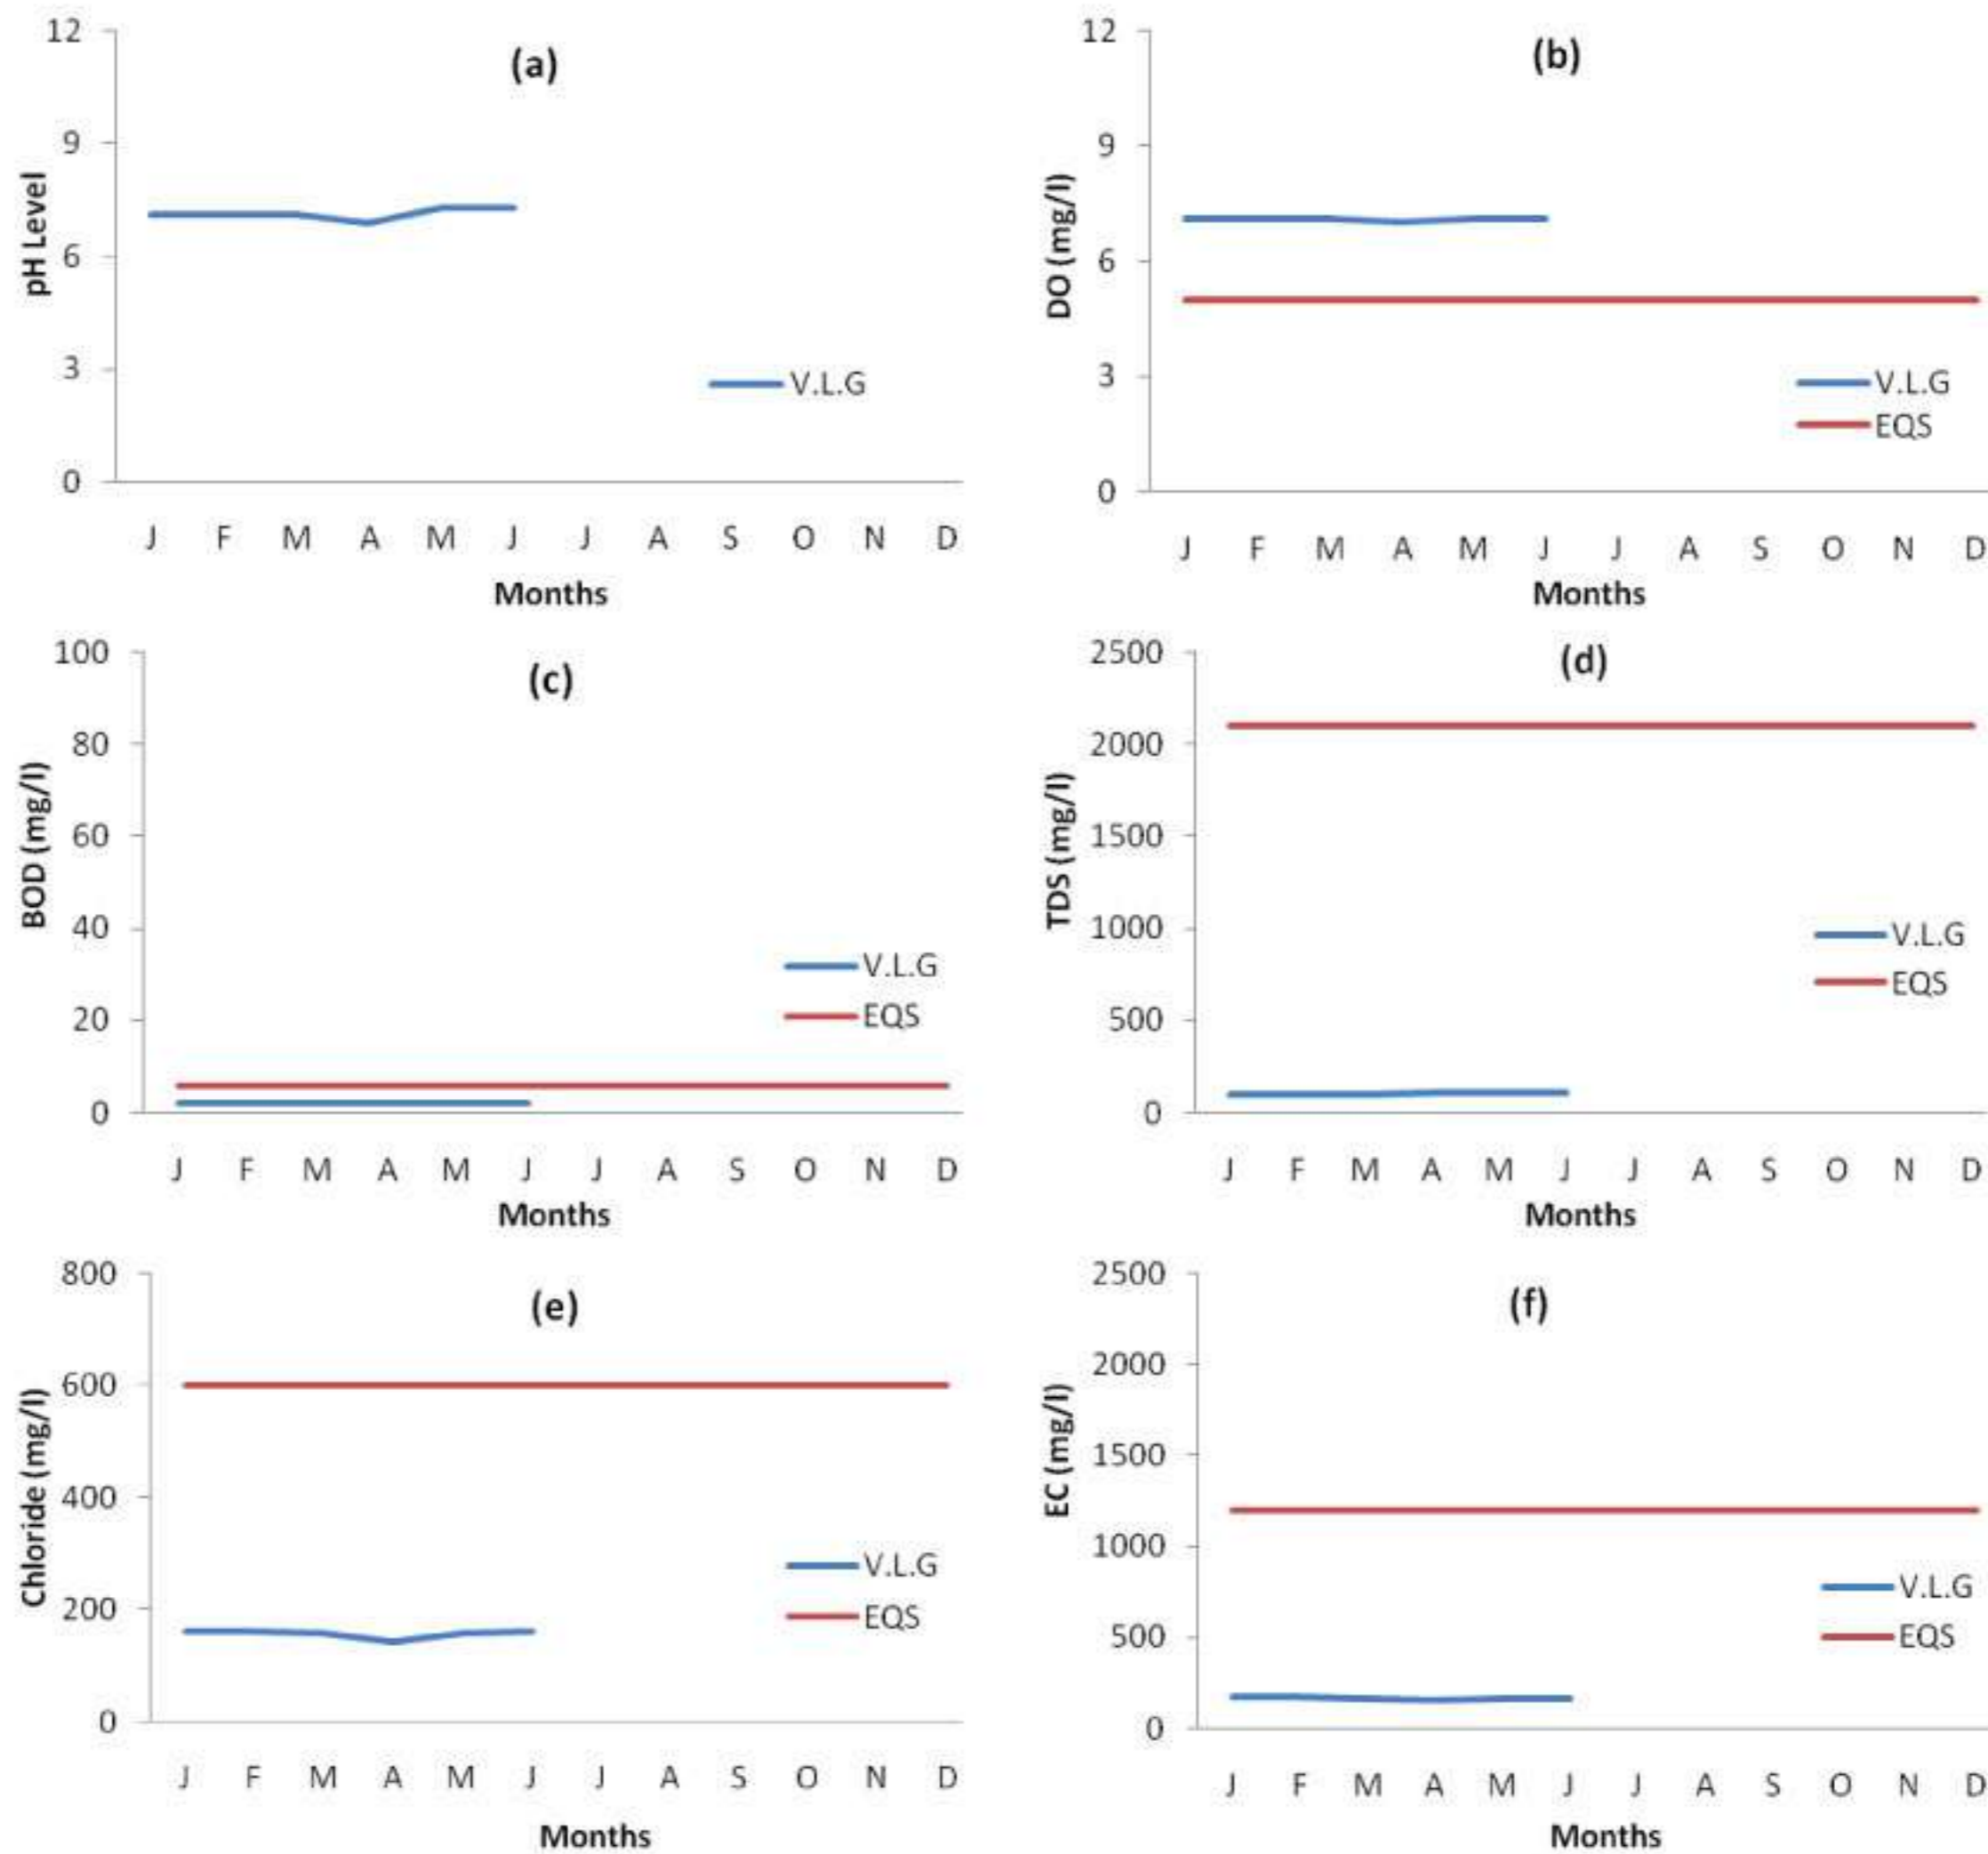 (a)
pH Level
12
9
6
3
0
V.L.G
J F M A M J J A S O N D
Months
(b)
DO (mg/l)
12
9
6
3
0
V.L.G
EQS
J F M A M J J A S O N D
Months
(c)
BOD (mg/l)
100
80
60
40
20
0
V.L.G
EQS
J F M A M J J A S O N D
Months
(d)
TDS (mg/l)
2500
2000
1500
1000
500
0
V.L.G
EQS
J F M A M J J A S O N D
Months
(e)
Chloride (mg/l)
800
600
400
200
0
V.L.G
EQS
J F M A M J J A S O N D
Months
(f)
EC (mg/l)
2500
2000
1500
1000
500
0
V.L.G
EQS
J F M A M J J A S O N D
Months